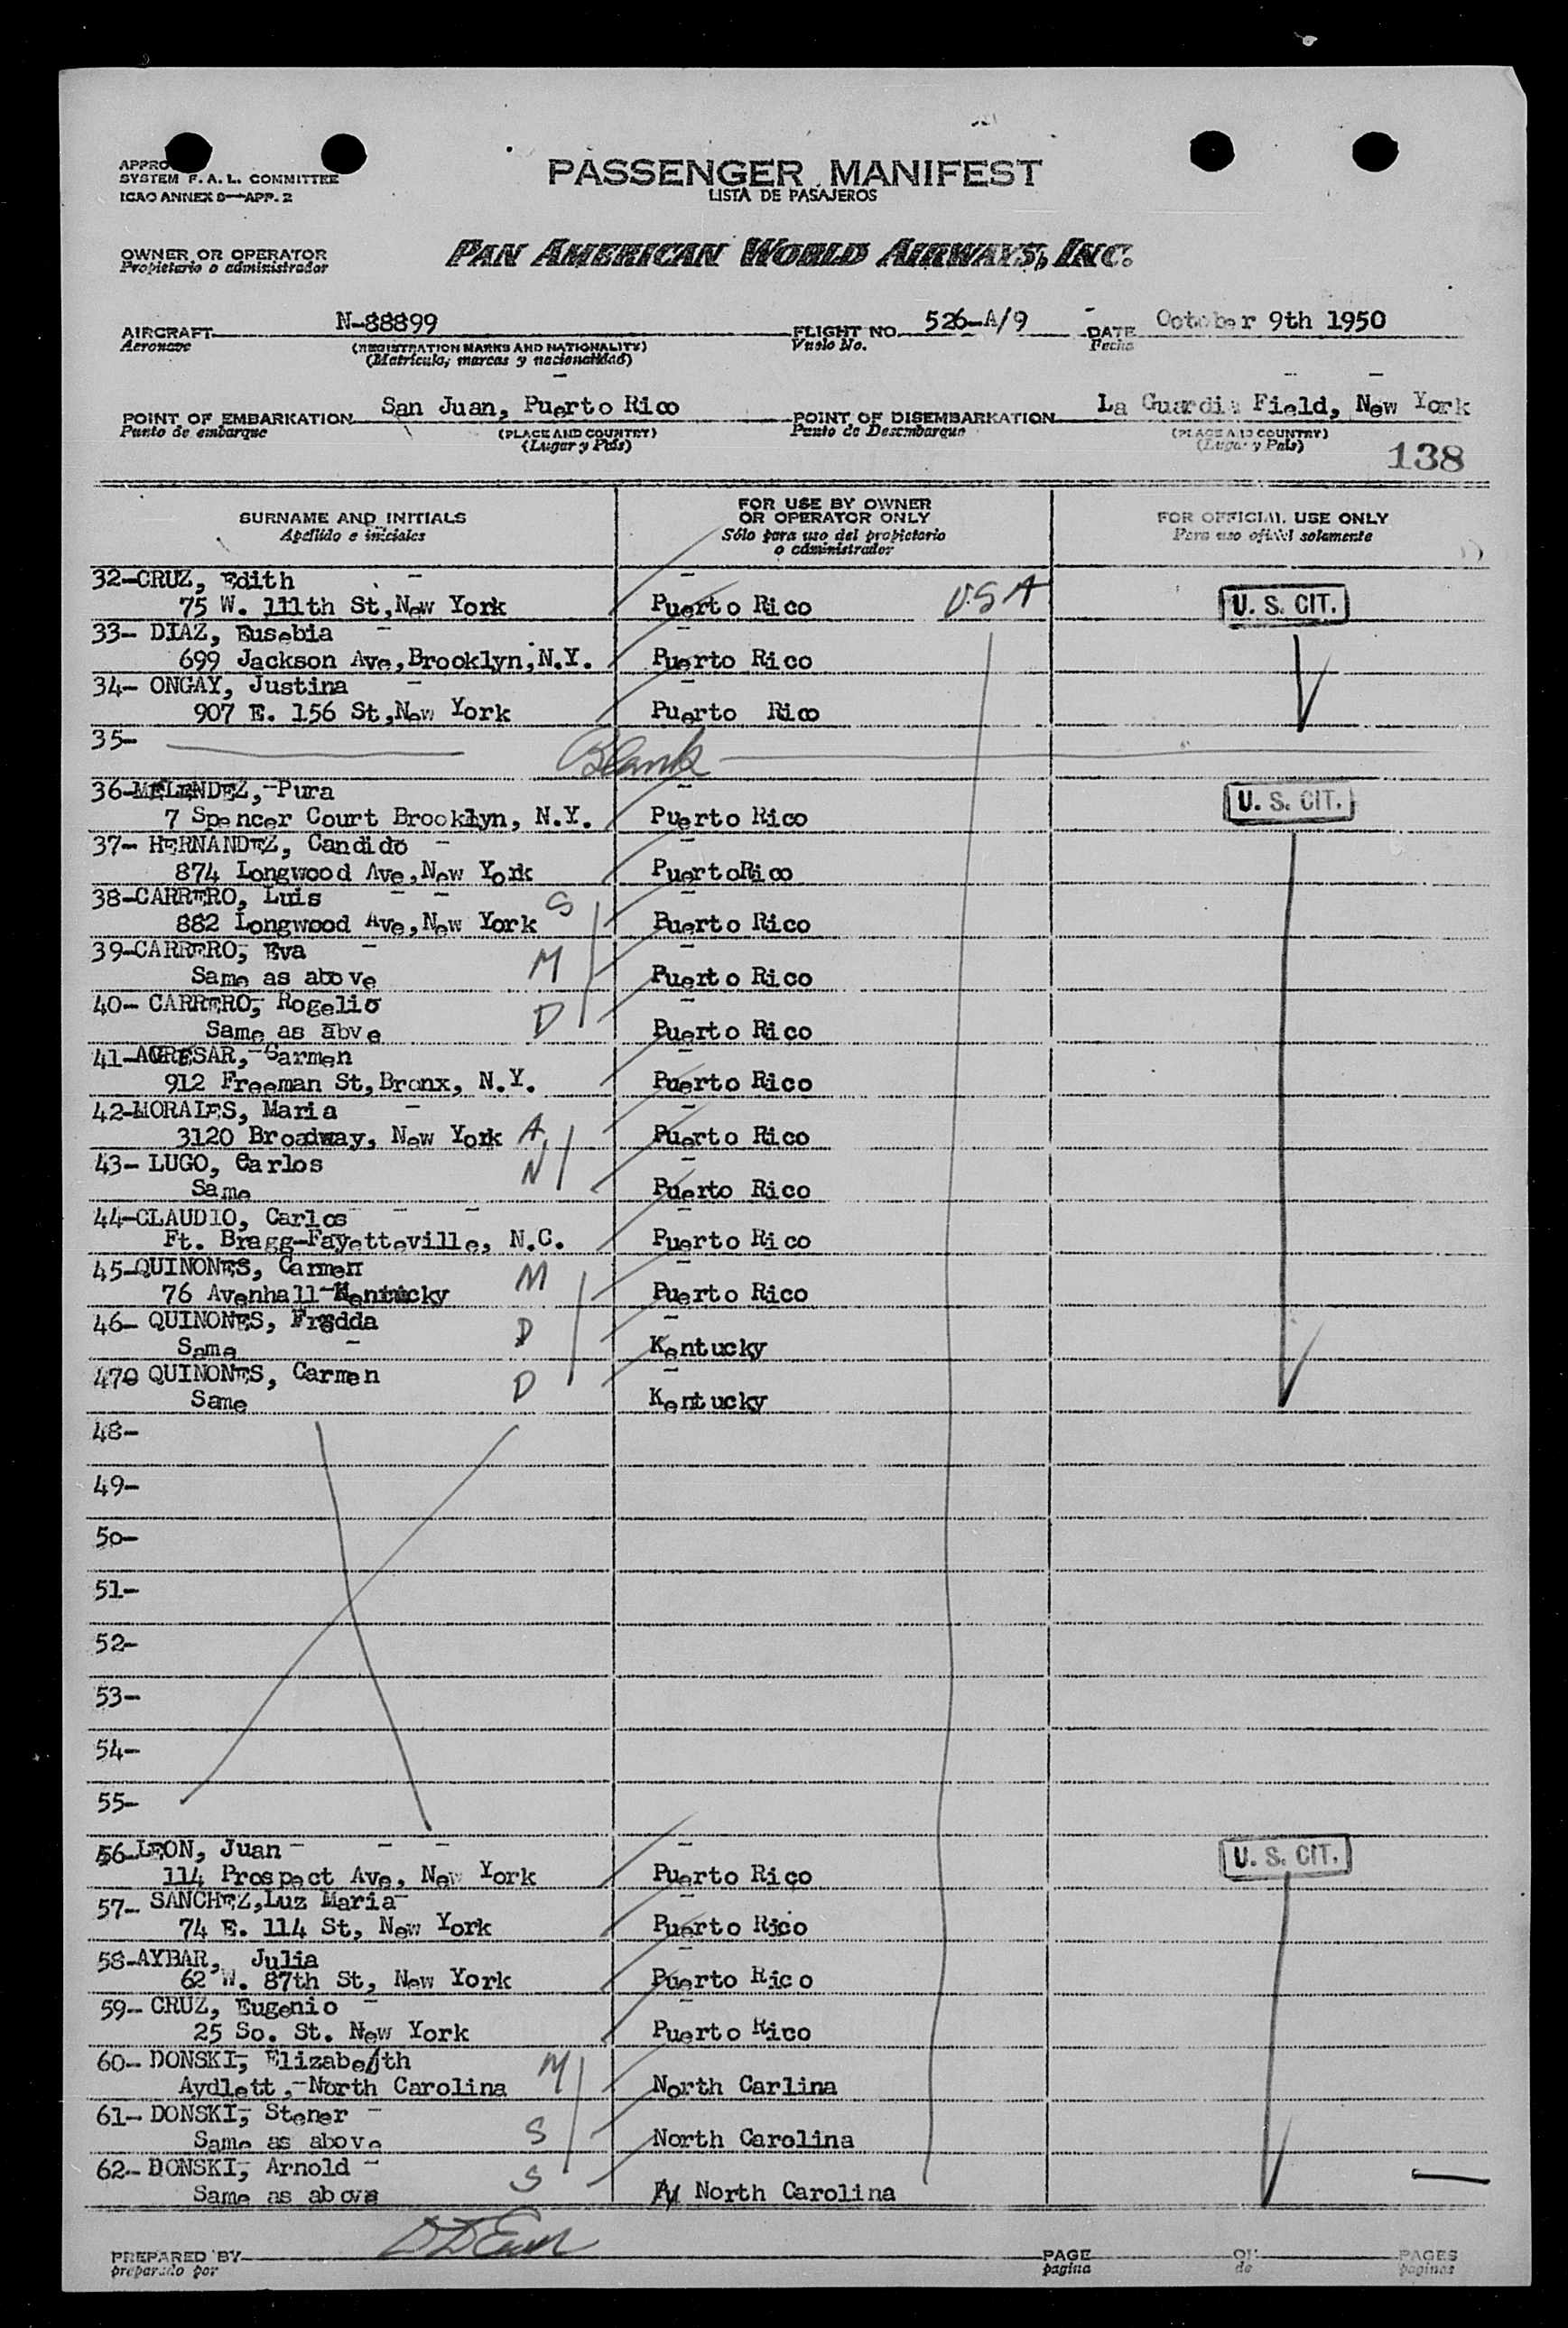 PASSENGER MANIFEST
LISTA DE PASAJEROS
SYSTEM F. A. L. COMMITTEE
ICAO ANNEX 9—APP. 2
OWNER OR OPERATOR
Propietario o administrador
PAN AMERICAN WORLD AIRWAYS, INC.
AIRCRAFT N-88899 FLIGHT NO. 526-A/9 DATE October 9th 1950
Aeronave (REGISTRATION MARKS AND NATIONALITY) Vuelo No. Fecha
(Matricula, marcas y nacionalidad)
POINT OF EMBARKATION San Juan, Puerto Rico POINT OF DISEMBARKATION La Guardia Field, New York
Punto de embarque (PLACE AND COUNTRY) Punto de Desembarque (PLACE AND COUNTRY)
(Lugar y País) (Lugar y País)
138
SURNAME AND INITIALS FOR USE BY OWNER OR OPERATOR ONLY FOR OFFICIAL USE ONLY
Apellido e iniciales Sólo para uso del propietario o administrador Para uso oficial solamente
32-CRUZ, Edith
75 W. 111th St,New York Puerto Rico U.S.A U. S. CIT.
33- DIAZ, Eusebia
699 Jackson Ave,Brooklyn,N.Y. Puerto Rico
34- ONGAY, Justina
907 E. 156 St,New York Puerto Rico
35- Blank
36-MELENDEZ,-Pura
7 Spencer Court Brooklyn, N.Y. Puerto Rico U. S. CIT.
37- HERNANDEZ, Candido
874 Longwood Ave,New York PuertoRico
38-CARRERO, Luis S
882 Longwood Ave,New York Puerto Rico
39-CARRERO, Eva M
Same as above Puerto Rico
40- CARRERO, Rogelio D
Same as abve Puerto Rico
912 Freeman St,Bronx, N.Y. Puerto Rico
42-MORALES, Maria
3120 Broadway, New York A Puerto Rico
43- LUGO, Carlos N
Same Puerto Rico
44-CLAUDIO, Carlos
Ft. Bragg-Fayetteville, N.C. Puerto Rico
45-QUINONES, Carmen M
76 Avenhall-Kentucky Puerto Rico
46- QUINONES, Fredda D
Same Kentucky
470 QUINONES, Carmen D
Same Kentucky
48-
49-
50-
51-
52-
53-
54-
55-
56-LEON, Juan
114 Prospect Ave, New York Puerto Rico U. S. CIT.
57- SANCHEZ,Luz Maria
74 E. 114 St, New York Puerto Rico
58-AYBAR, Julia
62 W. 87th St, New York Puerto Rico
59- CRUZ, Eugenio
25 So. St. New York Puerto Rico
60- DONSKI, Elizabeth M
Aydlett,-North Carolina North Carlina
61- DONSKI, Stener
Same as above S North Carolina
62- DONSKI, Arnold S
Same as above North Carolina
PREPARED BY PAGE OF PAGES
preparado por pagina de paginas